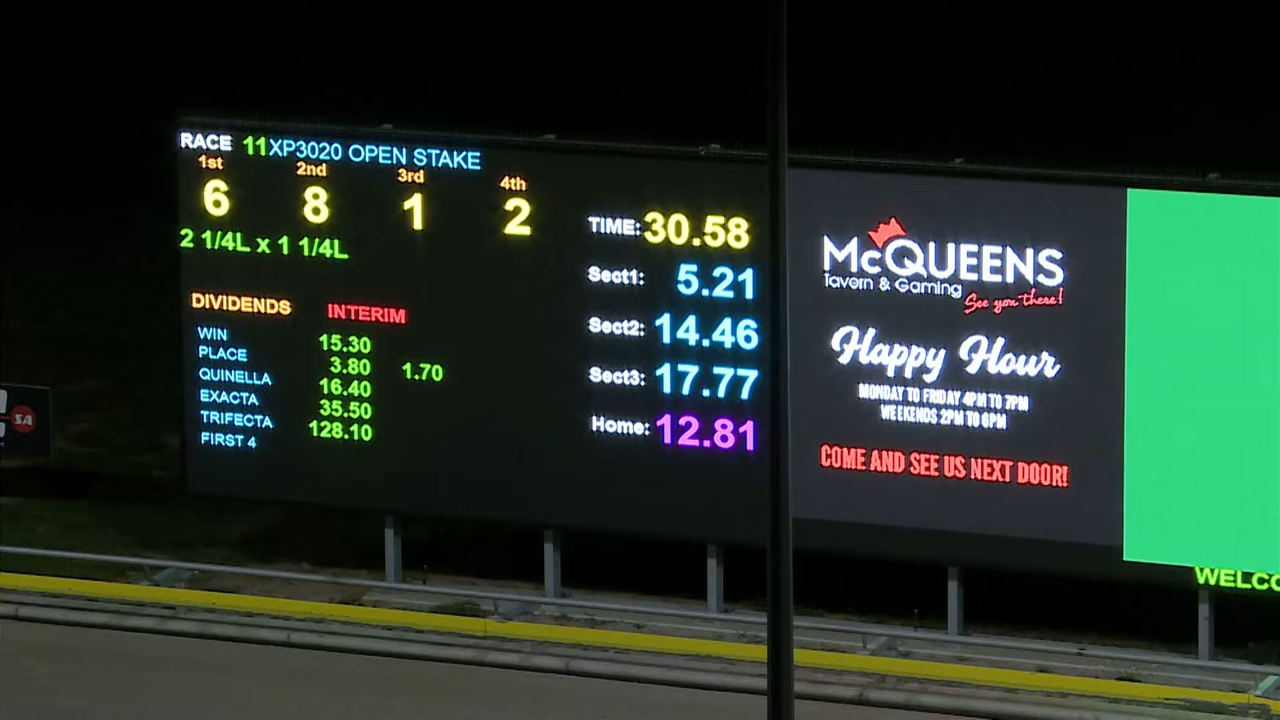 RACE 11XP3020 OPEN STAKE
1st 2nd 3rd 4th
6 8 1 2
2 1/4L x 1 1/4L
DIVIDENDS INTERIM
WIN 15.30
PLACE 3.80 1.70
QUINELLA 16.40
EXACTA 35.50
TRIFECTA 128.10
FIRST 4
TIME: 30.58
Sect1: 5.21
Sect2: 14.46
Sect3: 17.77
Home: 12.81
McQUEENS
Tavern & Gaming
See you there!
Happy Hour
MONDAY TO FRIDAY 4PM TO 7PM
WEEKENDS 2PM TO 6PM
COME AND SEE US NEXT DOOR!
WELCO
SA